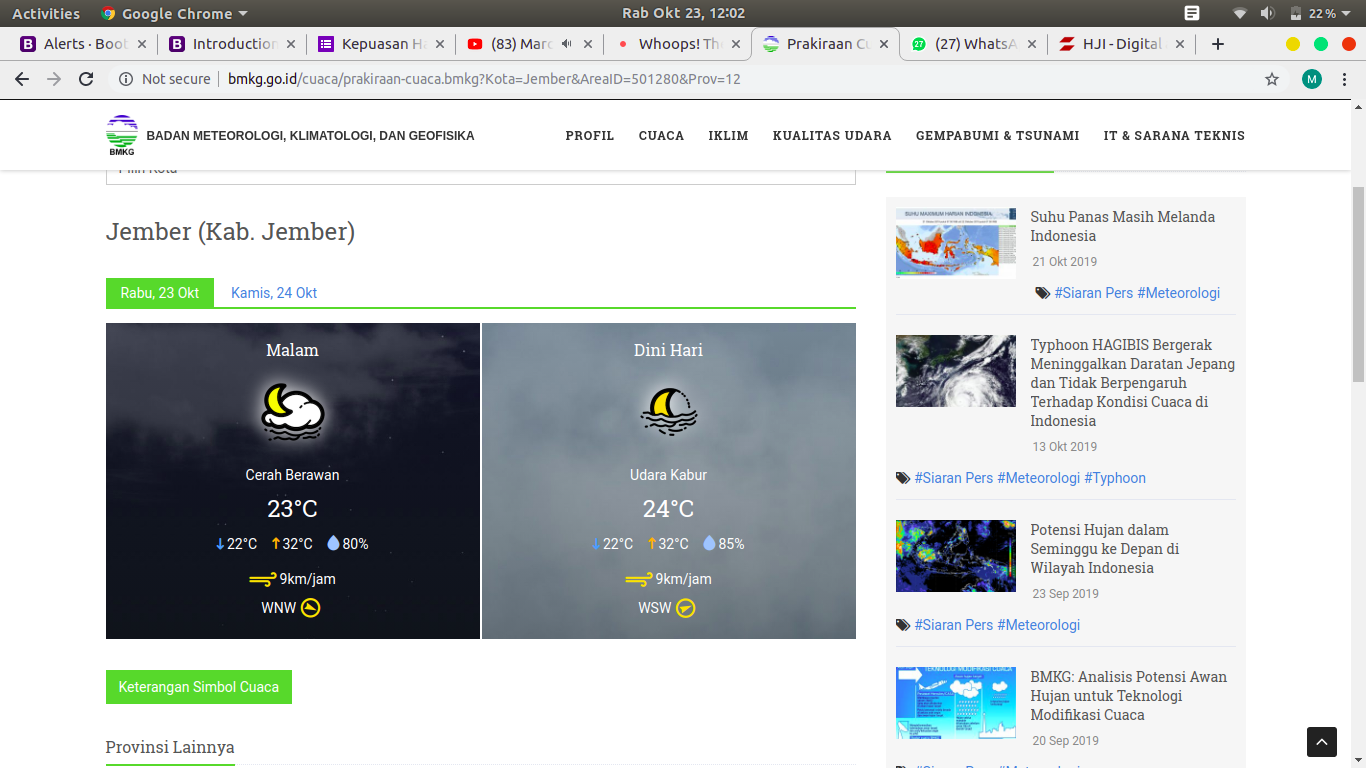 Activities
Google Chrome
Rab Okt 23, 12:02
22%
Alerts · Boot
Introduction
Kepuasan Ha
(83) Marc
Whoops! The
Prakiraan Cu
(27) WhatsA
HJI - Digital
Not secure
bmkg.go.id/cuaca/prakiraan-cuaca.bmkg?Kota=Jember&AreaID=501280&Prov=12
M
BMKG
BADAN METEOROLOGI, KLIMATOLOGI, DAN GEOFISIKA
PROFIL
CUACA
IKLIM
KUALITAS UDARA
GEMPABUMI & TSUNAMI
IT & SARANA TEKNIS
Pilih Kota
Jember (Kab. Jember)
Rabu, 23 Okt
Kamis, 24 Okt
Malam
Cerah Berawan
23°C
22°C
32°C
80%
9km/jam
WNW
Dini Hari
Udara Kabur
24°C
22°C
32°C
85%
9km/jam
WSW
Keterangan Simbol Cuaca
Provinsi Lainnya
SUHU MAXIMUM HARIAN INDONESIA
Suhu Panas Masih Melanda
Indonesia
21 Okt 2019
#Siaran Pers #Meteorologi
Typhoon HAGIBIS Bergerak
Meninggalkan Daratan Jepang
dan Tidak Berpengaruh
Terhadap Kondisi Cuaca di
Indonesia
13 Okt 2019
#Siaran Pers #Meteorologi #Typhoon
Potensi Hujan dalam
Seminggu ke Depan di
Wilayah Indonesia
23 Sep 2019
#Siaran Pers #Meteorologi
TEKNOLOGI MODIFIKASI CUACA
BMKG: Analisis Potensi Awan
Hujan untuk Teknologi
Modifikasi Cuaca
20 Sep 2019
#Siaran Pers #Meteorologi